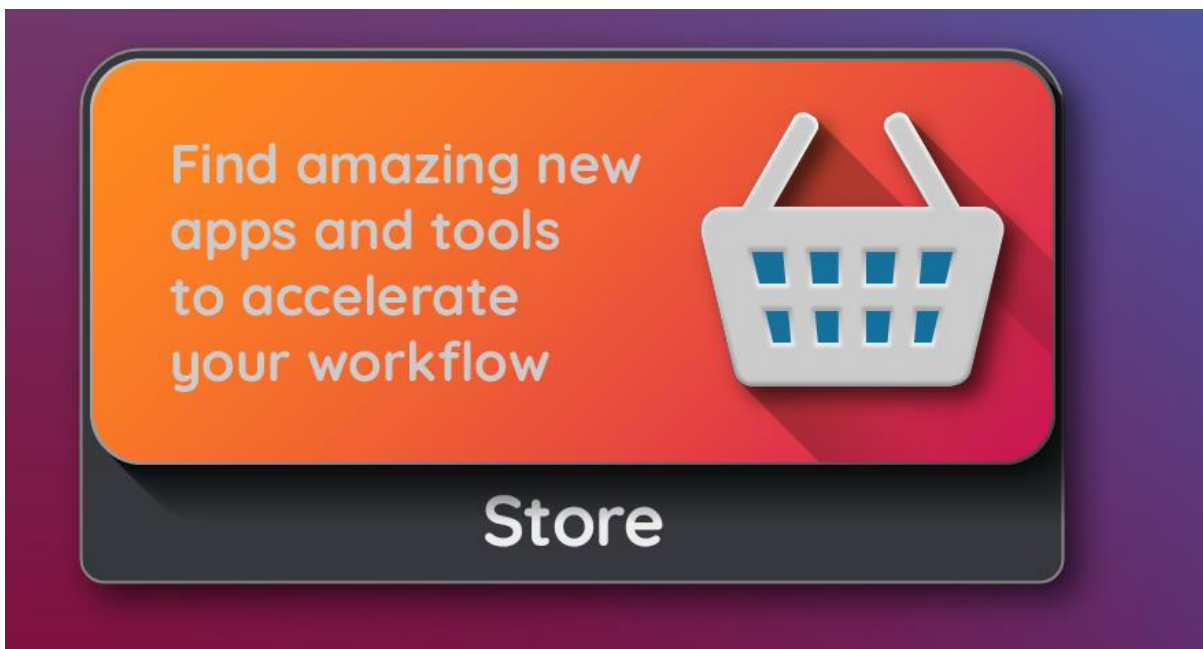 Find amazing new
apps and tools
to accelerate
your workflow
Store